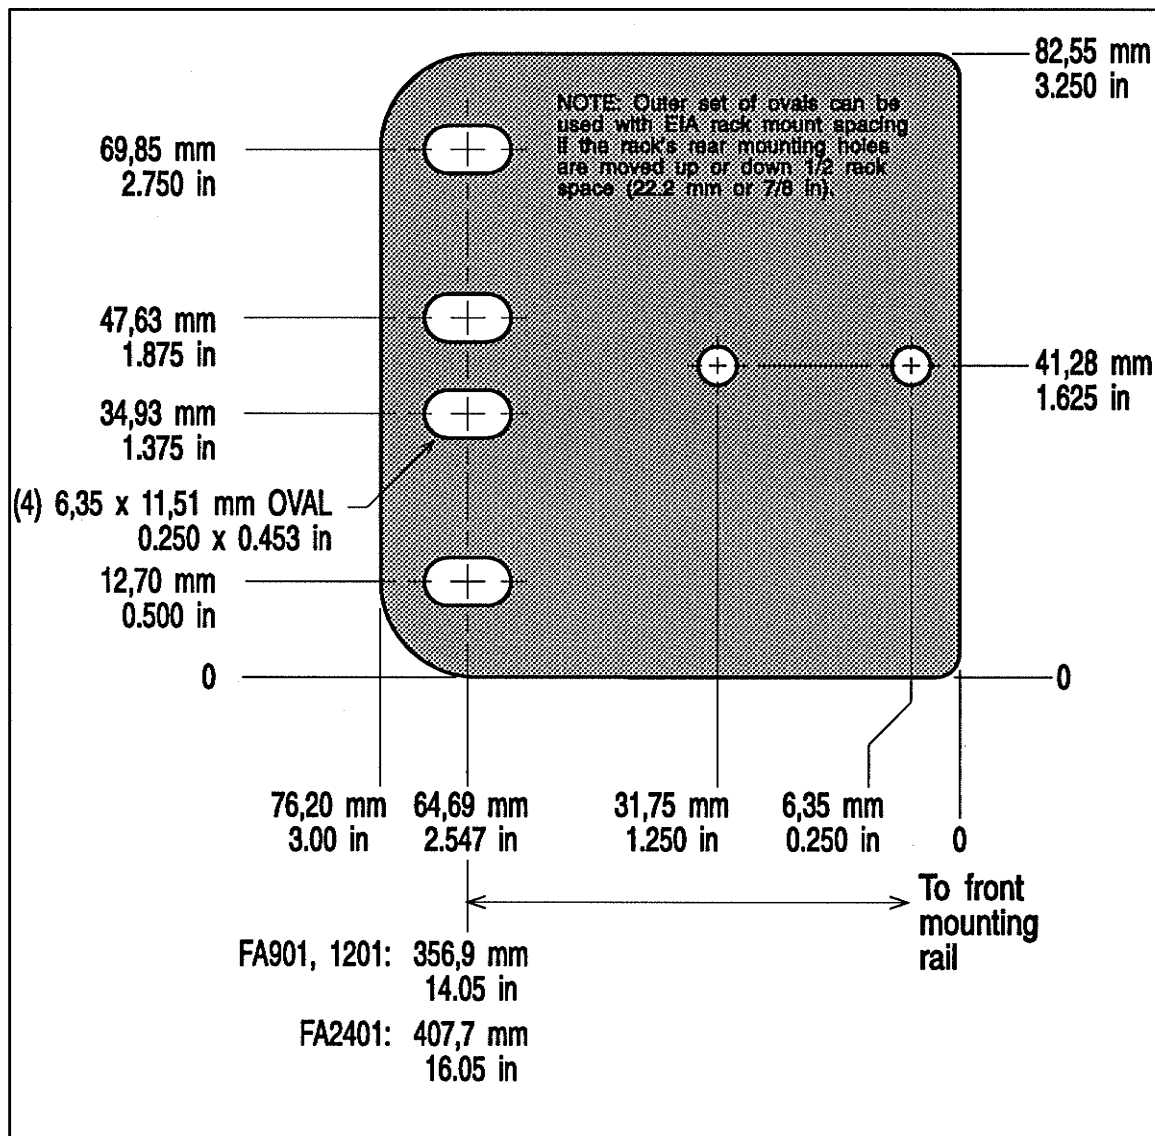 82,55 mm
3.250 in
NOTE: Outer set of ovals can be
used with EIA rack mount spacing
if the rack's rear mounting holes
are moved up or down 1/2 rack
space (22.2 mm or 7/8 in).
69,85 mm
2.750 in
47,63 mm
1.875 in
41,28 mm
1.625 in
34,93 mm
1.375 in
(4) 6,35 x 11,51 mm OVAL
0.250 x 0.453 in
12,70 mm
0.500 in
0
0
76,20 mm
3.00 in
64,69 mm
2.547 in
31,75 mm
1.250 in
6,35 mm
0.250 in
0
To front
mounting
rail
FA901, 1201: 356,9 mm
14.05 in
FA2401: 407,7 mm
16.05 in